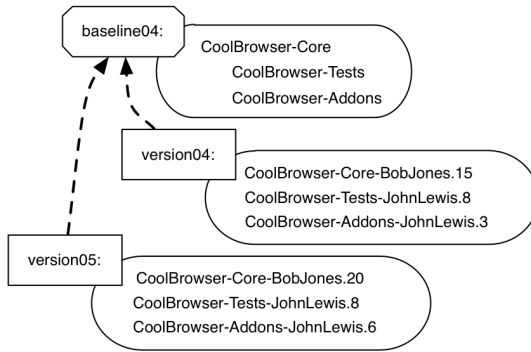 baseline04:
CoolBrowser-Core
CoolBrowser-Tests
CoolBrowser-Addons
version04:
CoolBrowser-Core-BobJones.15
CoolBrowser-Tests-JohnLewis.8
CoolBrowser-Addons-JohnLewis.3
version05:
CoolBrowser-Core-BobJones.20
CoolBrowser-Tests-JohnLewis.8
CoolBrowser-Addons-JohnLewis.6